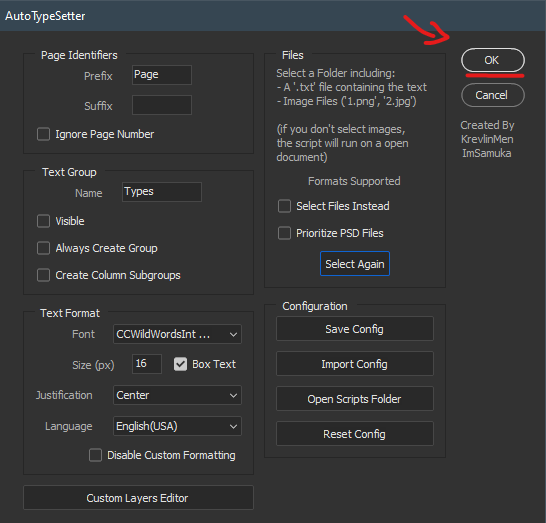 AutoTypeSetter
Page Identifiers
Prefix Page
Suffix
Ignore Page Number
Text Group
Name Types
Visible
Always Create Group
Create Column Subgroups
Text Format
Font CCWildWordsInt ...
Size (px) 16 Box Text
Justification Center
Language English(USA)
Disable Custom Formatting
Custom Layers Editor
Files
Select a Folder including:
- A '.txt' file containing the text
- Image Files ('1.png', '2.jpg')
(if you don't select images,
the script will run on a open
document)
Formats Supported
Select Files Instead
Prioritize PSD Files
Select Again
Configuration
Save Config
Import Config
Open Scripts Folder
Reset Config
OK
Cancel
Created By
KrevlinMen
ImSamuka